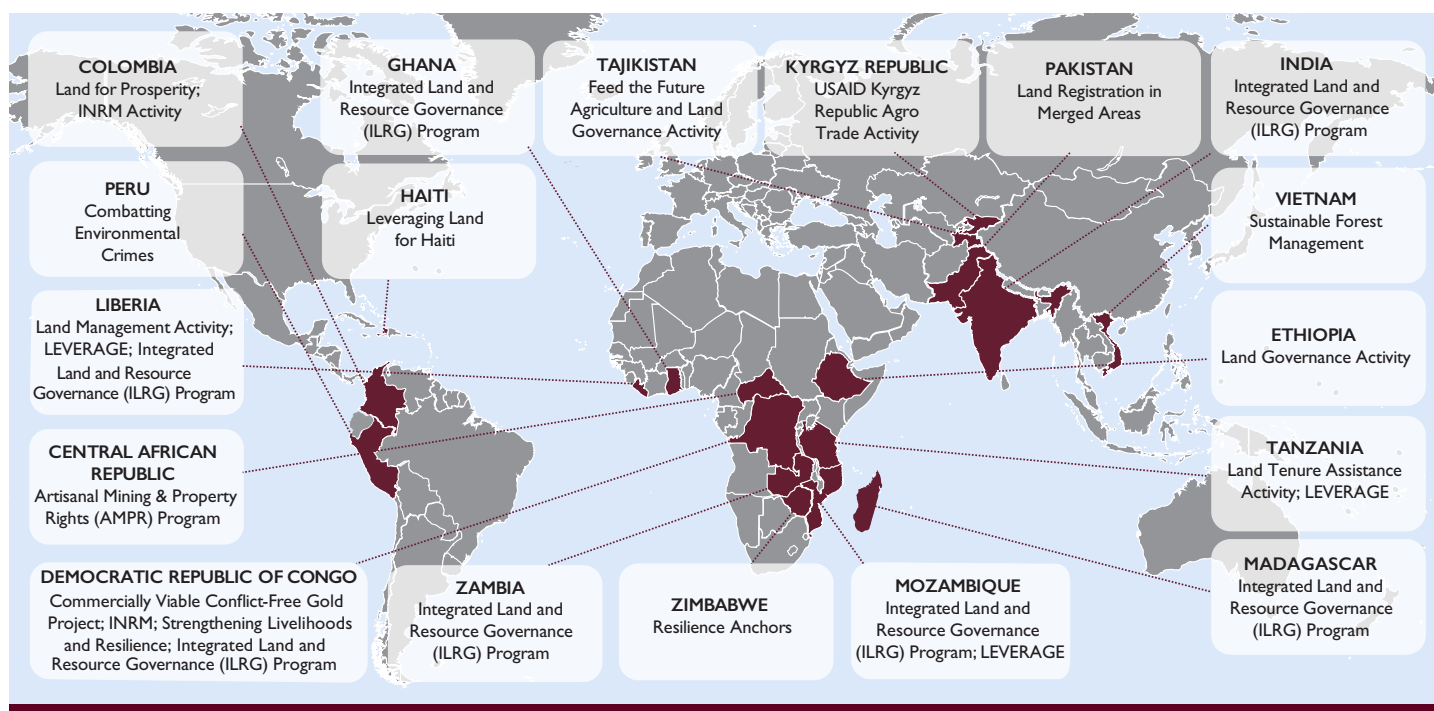 COLOMBIA
Land for Prosperity;
INRM Activity
GHANA
Integrated Land and
Resource Governance
(ILRG) Program
TAJIKISTAN
Feed the Future
Agriculture and Land
Governance Activity
KYRGYZ REPUBLIC
USAID Kyrgyz
Republic Agro
Trade Activity
PAKISTAN
Land Registration in
Merged Areas
INDIA
Integrated Land and
Resource Governance
(ILRG) Program
PERU
Combatting
Environmental
Crimes
HAITI
Leveraging Land
for Haiti
VIETNAM
Sustainable Forest
Management
LIBERIA
Land Management Activity;
LEVERAGE; Integrated
Land and Resource
Governance (ILRG) Program
ETHIOPIA
Land Governance Activity
CENTRAL AFRICAN
REPUBLIC
Artisanal Mining & Property
Rights (AMPR) Program
TANZANIA
Land Tenure Assistance
Activity; LEVERAGE
DEMOCRATIC REPUBLIC OF CONGO
Commercially Viable Conflict-Free Gold
Project; INRM; Strengthening Livelihoods
and Resilience; Integrated Land and
Resource Governance (ILRG) Program
ZAMBIA
Integrated Land and
Resource Governance
(ILRG) Program
ZIMBABWE
Resilience Anchors
MOZAMBIQUE
Integrated Land and
Resource Governance
(ILRG) Program; LEVERAGE
MADAGASCAR
Integrated Land and
Resource Governance
(ILRG) Program